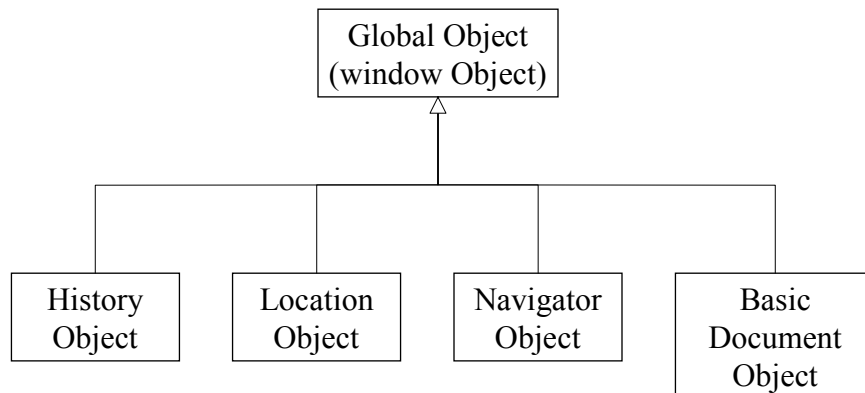 Global Object
(window Object)
History
Object
Location
Object
Navigator
Object
Basic
Document
Object